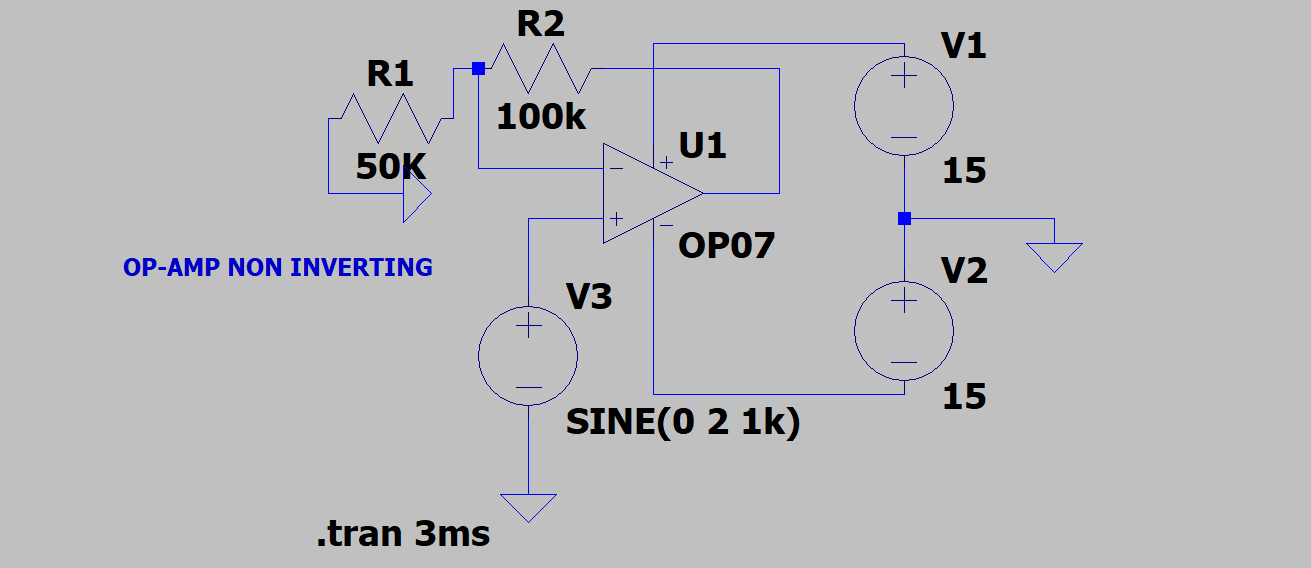 R2
V1
R1
100k
U1
50K
15
OP07
OP-AMP NON INVERTING
V2
V3
15
SINE(0 2 1k)
.tran 3ms